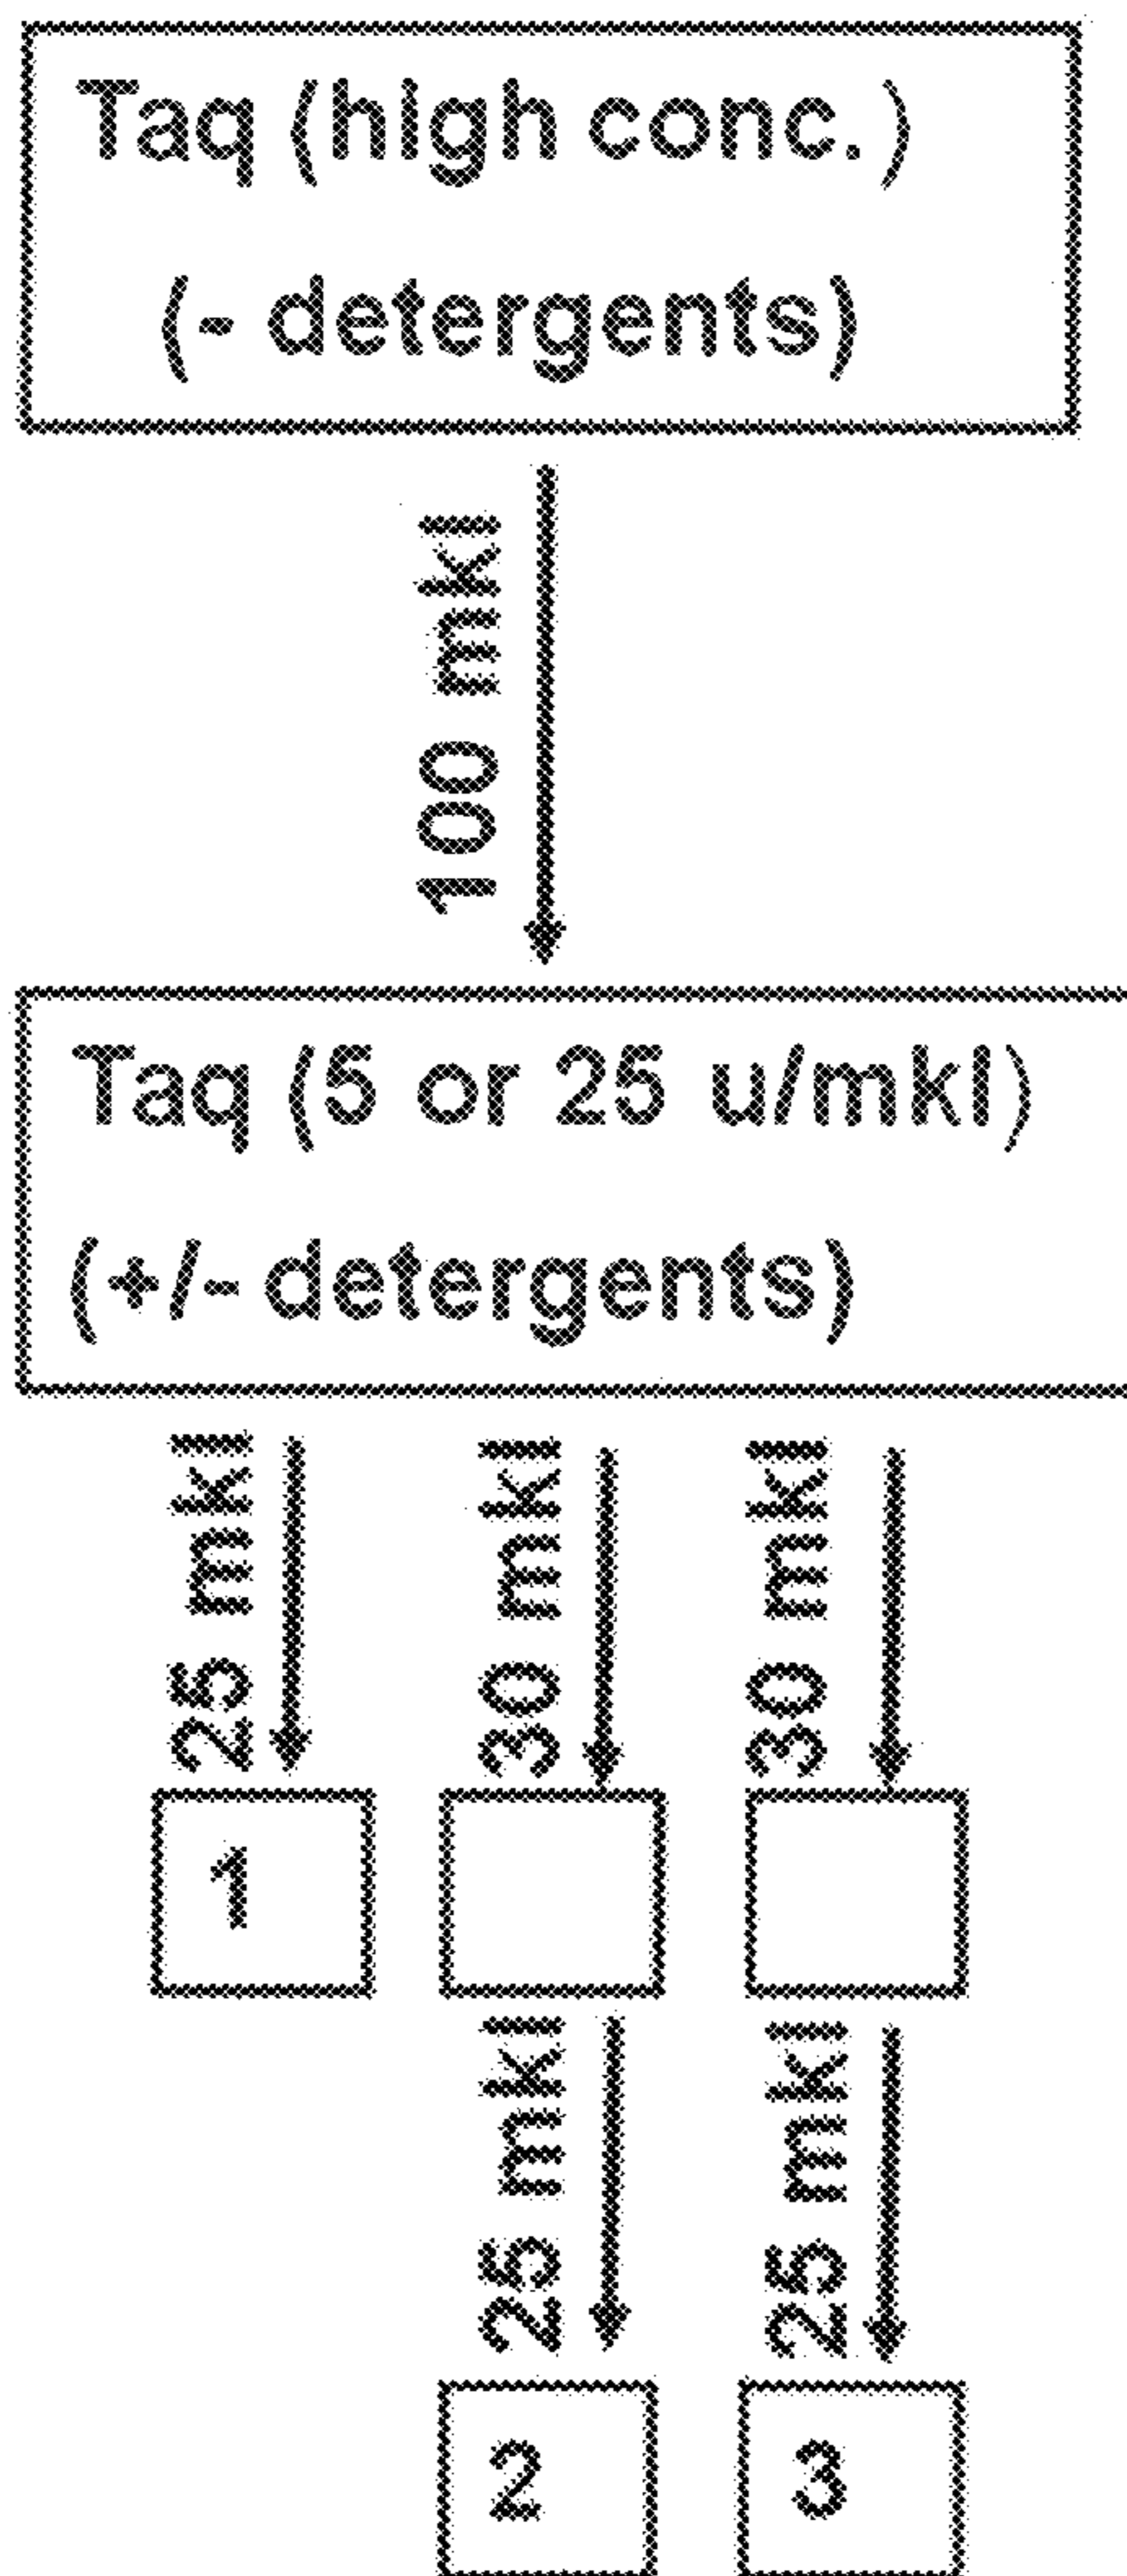 Taq (high conc.)
(- detergents)
100 mkl
Taq (5 or 25 u/mkl)
(+/- detergents)
25 mkl
30 mkl
30 mkl
1
25 mkl
25 mkl
2
3